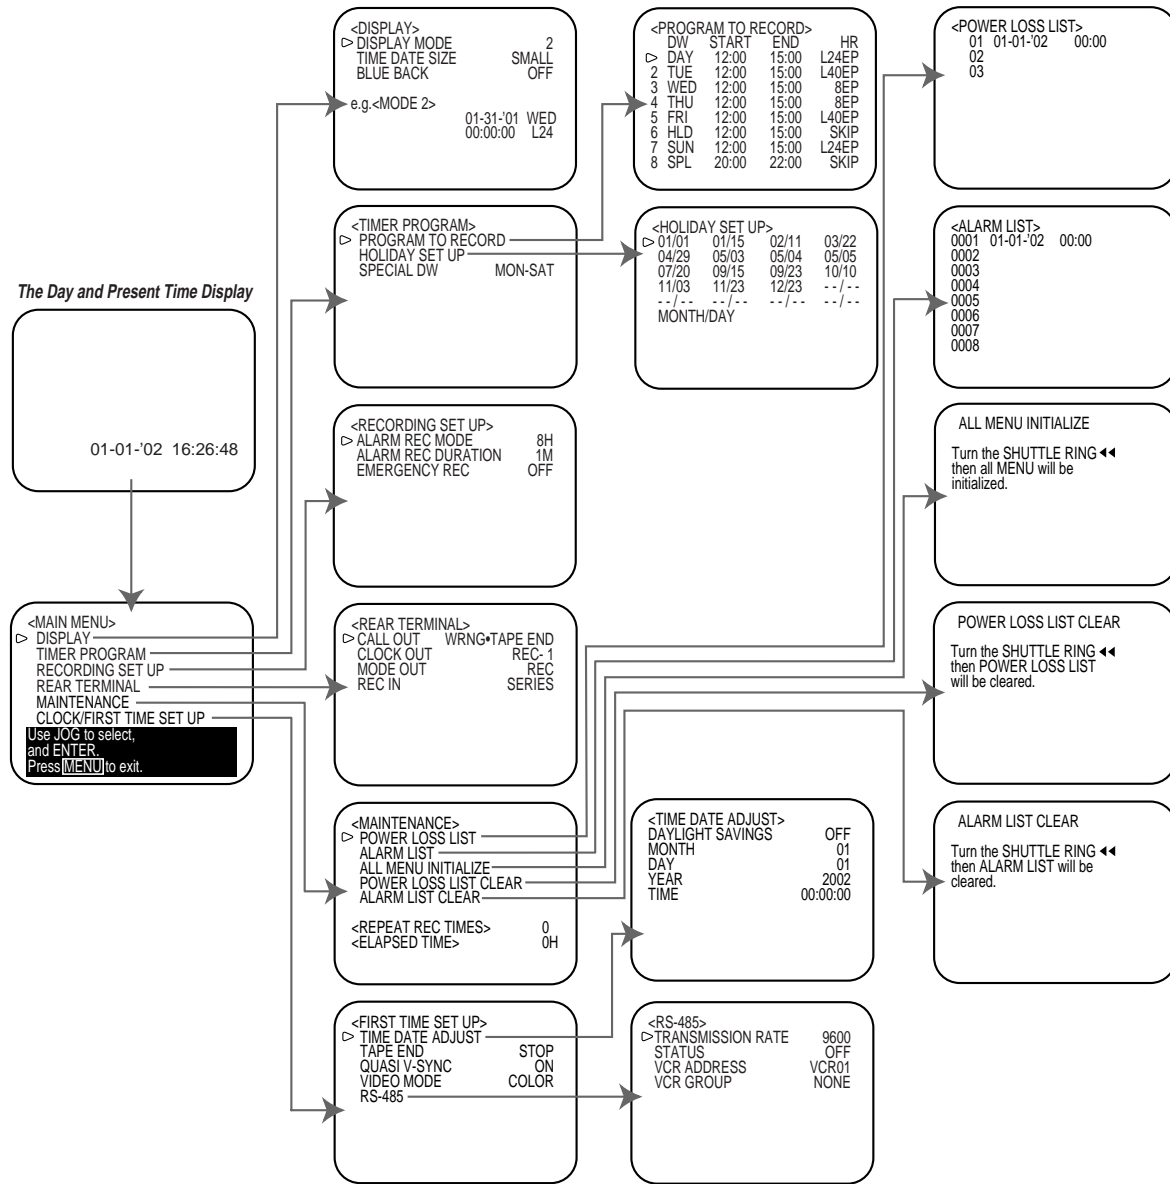 The Day and Present Time Display
01-01-'02 16:26:48
<MAIN MENU>
DISPLAY
TIMER PROGRAM
RECORDING SET UP
REAR TERMINAL
MAINTENANCE
CLOCK/FIRST TIME SET UP
Use JOG to select,
and ENTER.
Press MENU to exit.
<DISPLAY>
DISPLAY MODE 2
TIME DATE SIZE SMALL
BLUE BACK OFF
e.g.<MODE 2>
01-31-'01 WED
00:00:00 L24
<TIMER PROGRAM>
PROGRAM TO RECORD
HOLIDAY SET UP
SPECIAL DW MON-SAT
<RECORDING SET UP>
ALARM REC MODE 8H
ALARM REC DURATION 1M
EMERGENCY REC OFF
<REAR TERMINAL>
CALL OUT WRNG•TAPE END
CLOCK OUT REC- 1
MODE OUT REC
REC IN SERIES
<MAINTENANCE>
POWER LOSS LIST
ALARM LIST
ALL MENU INITIALIZE
POWER LOSS LIST CLEAR
ALARM LIST CLEAR
<REPEAT REC TIMES> 0
<ELAPSED TIME> 0H
<FIRST TIME SET UP>
TIME DATE ADJUST
TAPE END STOP
QUASI V-SYNC ON
VIDEO MODE COLOR
RS-485
<PROGRAM TO RECORD>
DW START END HR
DAY 12:00 15:00 L24EP
2 TUE 12:00 15:00 L40EP
3 WED 12:00 15:00 8EP
4 THU 12:00 15:00 8EP
5 FRI 12:00 15:00 L40EP
6 HLD 12:00 15:00 SKIP
7 SUN 12:00 15:00 L24EP
8 SPL 20:00 22:00 SKIP
<HOLIDAY SET UP>
01/01 01/15 02/11 03/22
04/29 05/03 05/04 05/05
07/20 09/15 09/23 10/10
11/03 11/23 12/23 - - / - -
- - / - - - - / - - - - / - - - - / - -
MONTH/DAY
<TIME DATE ADJUST>
DAYLIGHT SAVINGS OFF
MONTH 01
DAY 01
YEAR 2002
TIME 00:00:00
<RS-485>
TRANSMISSION RATE 9600
STATUS OFF
VCR ADDRESS VCR01
VCR GROUP NONE
<POWER LOSS LIST>
01 01-01-'02 00:00
02
03
<ALARM LIST>
0001 01-01-'02 00:00
0002
0003
0004
0005
0006
0007
0008
ALL MENU INITIALIZE
Turn the SHUTTLE RING ◄◄
then all MENU will be
initialized.
POWER LOSS LIST CLEAR
Turn the SHUTTLE RING ◄◄
then POWER LOSS LIST
will be cleared.
ALARM LIST CLEAR
Turn the SHUTTLE RING ◄◄
then ALARM LIST will be
cleared.